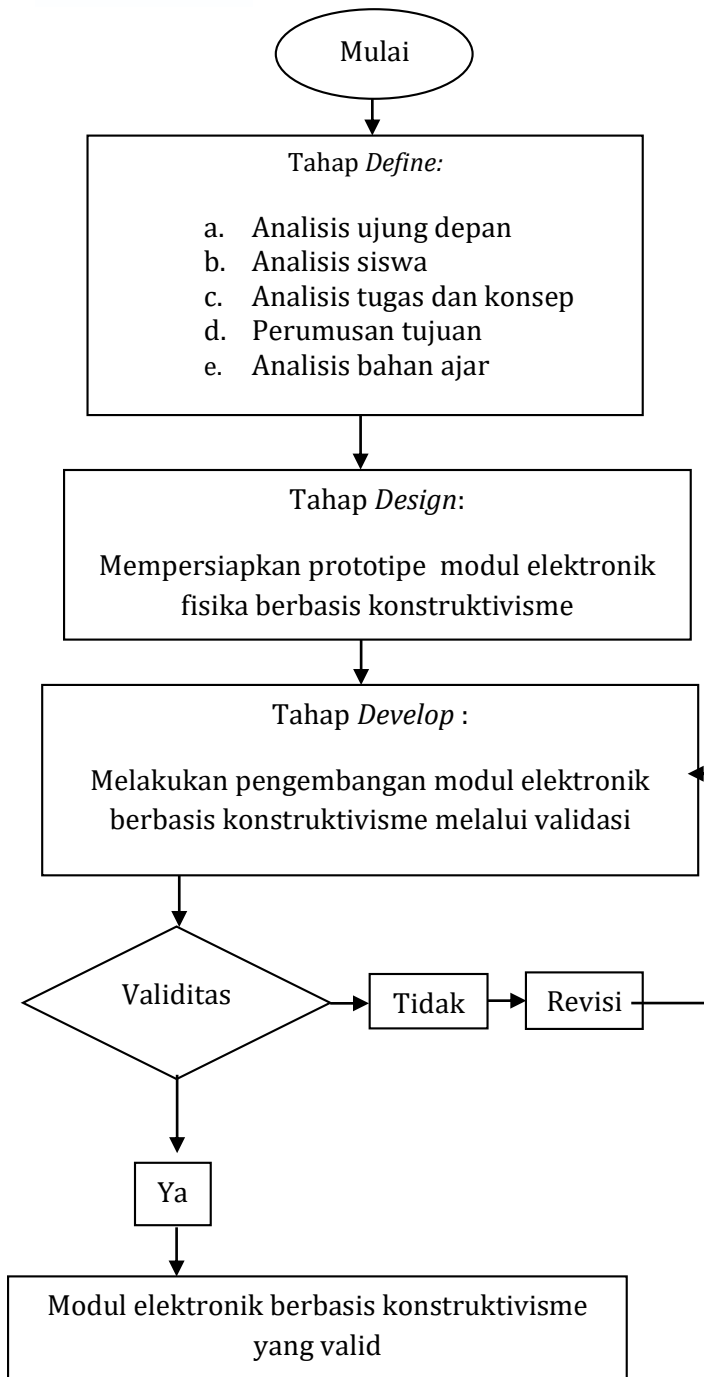 Mulai
Tahap Define:
a. Analisis ujung depan
b. Analisis siswa
c. Analisis tugas dan konsep
d. Perumusan tujuan
e. Analisis bahan ajar
Tahap Design:
Mempersiapkan prototipe modul elektronik
fisika berbasis konstruktivisme
Tahap Develop :
Melakukan pengembangan modul elektronik
berbasis konstruktivisme melalui validasi
Validitas
Tidak
Revisi
Ya
Modul elektronik berbasis konstruktivisme
yang valid